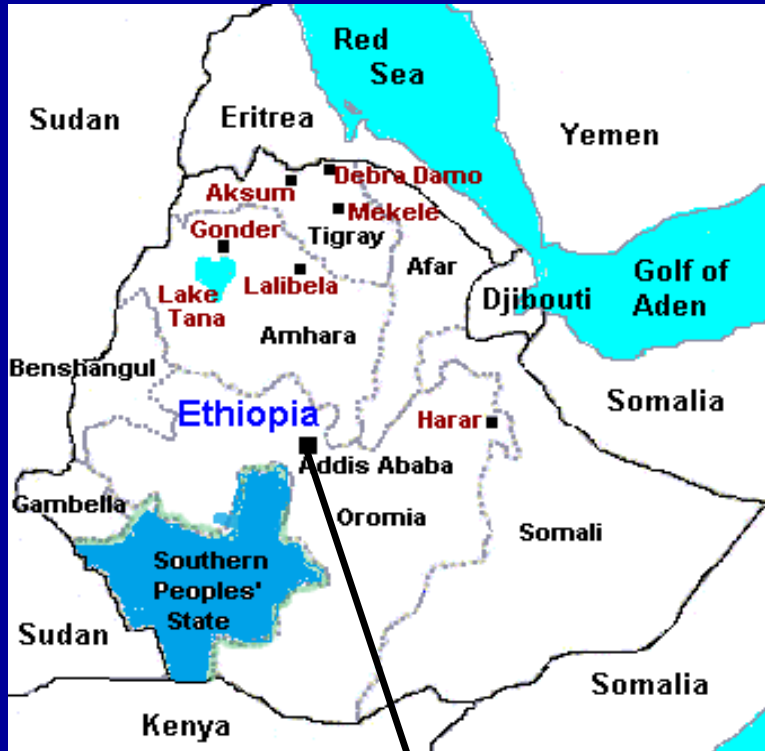 Red
Sea
Sudan
Eritrea
Yemen
Debra Damo
Aksum
Mekele
Gonder
Tigray
Afar
Golf of
Aden
Lake
Tana
Lalibela
Djibouti
Amhara
Benshangul
Somalia
Ethiopia
Harar
Addis Ababa
Gambella
Oromia
Somali
Southern
Peoples'
State
Sudan
Somalia
Kenya